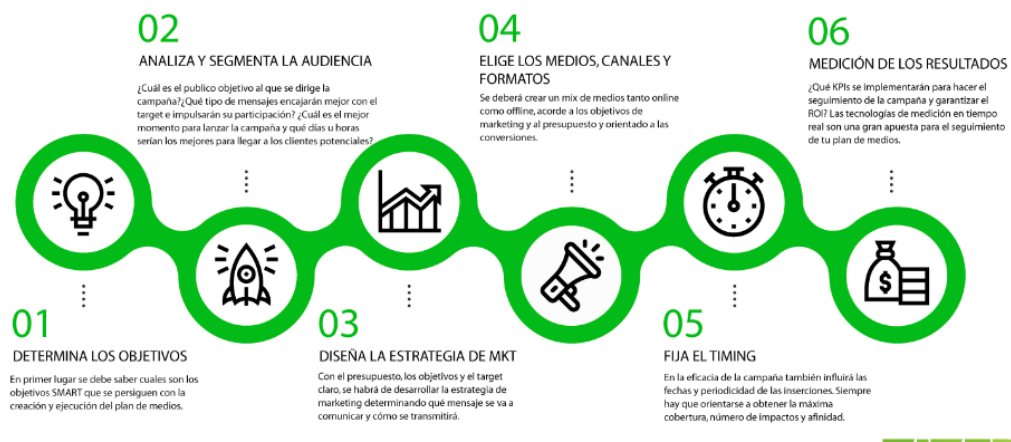 02
ANALIZA Y SEGMENTA LA AUDIENCIA
¿Cuál es el publico objetivo al que se dirige la
campaña?¿Qué tipo de mensajes encajarán mejor con el
target e impulsarán su participación? ¿Cuál es el mejor
momento para lanzar la campaña y qué días u horas
serían los mejores para llegar a los clientes potenciales?
04
ELIGE LOS MEDIOS, CANALES Y
FORMATOS
Se deberá crear un mix de medios tanto online
como offline, acorde a los objetivos de
marketing y al presupuesto y orientado a las
conversiones.
06
MEDICIÓN DE LOS RESULTADOS
¿Qué KPIs se implementarán para hacer el
seguimiento de la campaña y garantizar el
ROI? Las tecnologías de medición en tiempo
real son una gran apuesta para el seguimiento
de tu plan de medios.
$
01
DETERMINA LOS OBJETIVOS
En primer lugar se debe saber cuales son los
objetivos SMART que se persiguen con la
creación y ejecución del plan de medios.
03
DISEÑA LA ESTRATEGIA DE MKT
Con el presupuesto, los objetivos y el target
claro, se habrá de desarrollar la estrategia de
marketing determinando qué mensaje se va a
comunicar y cómo se transmitirá.
05
FIJA EL TIMING
En la eficacia de la campaña también influirá las
fechas y periodicidad de las inserciones. Siempre
hay que orientarse a obtener la máxima
cobertura, número de impactos y afinidad.